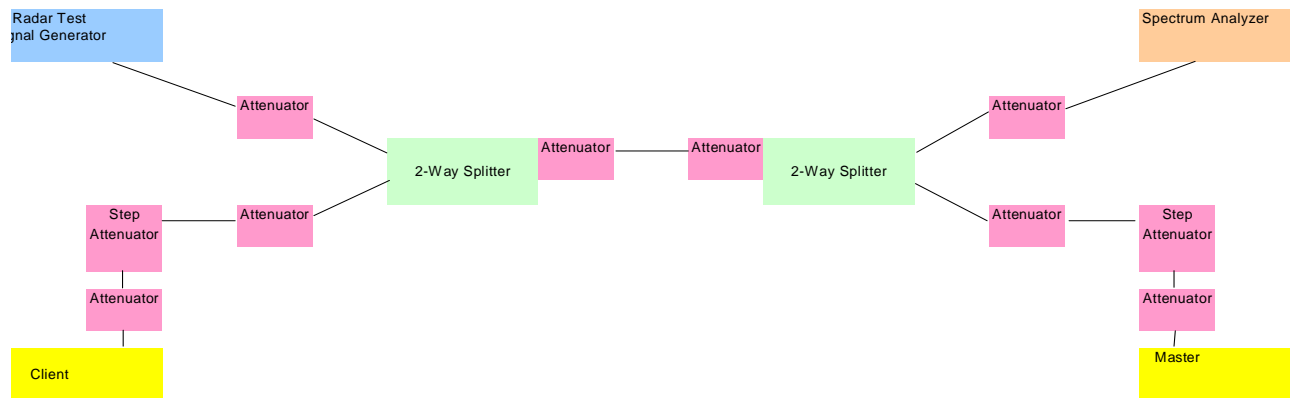 Radar Test
gnal Generator
Spectrum Analyzer
Attenuator
Attenuator
Attenuator
Attenuator
2-Way Splitter
2-Way Splitter
Step
Attenuator
Attenuator
Attenuator
Step
Attenuator
Attenuator
Attenuator
Client
Master